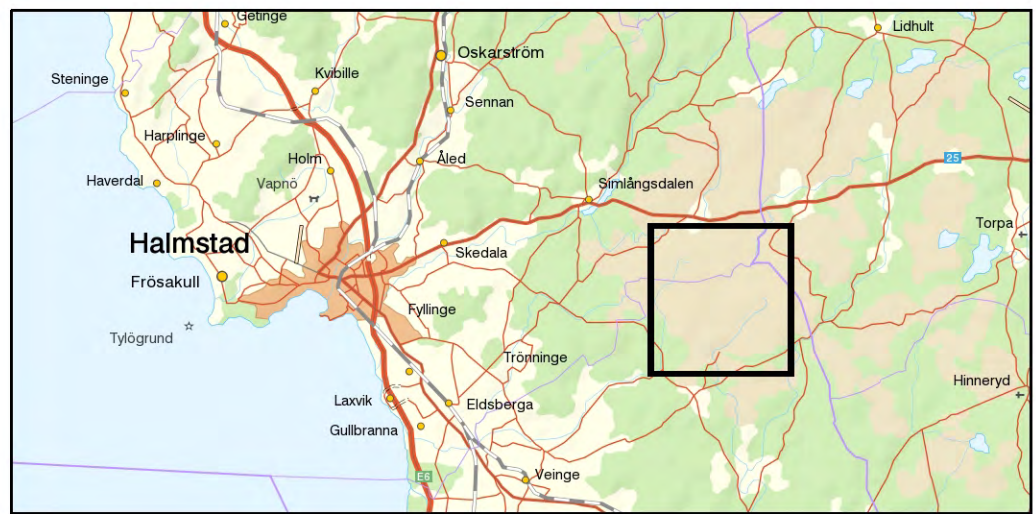 Getinge
Lidhult
Oskarström
Steninge
Kvibille
Sennan
Harplinge
Holm
Åled
25
Haverdal
Vapnö
Simlångsdalen
Torpa
Halmstad
Skedala
Frösakull
Fyllinge
Tylögrund
Trönninge
Hinneryd
Laxvik
Eldsberga
Gullbranna
E6
Veinge